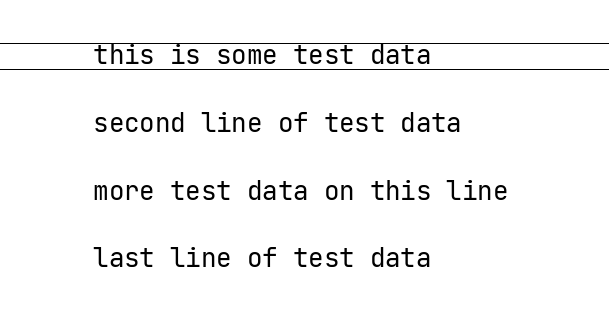 this is some test data
second line of test data
more test data on this line
last line of test data